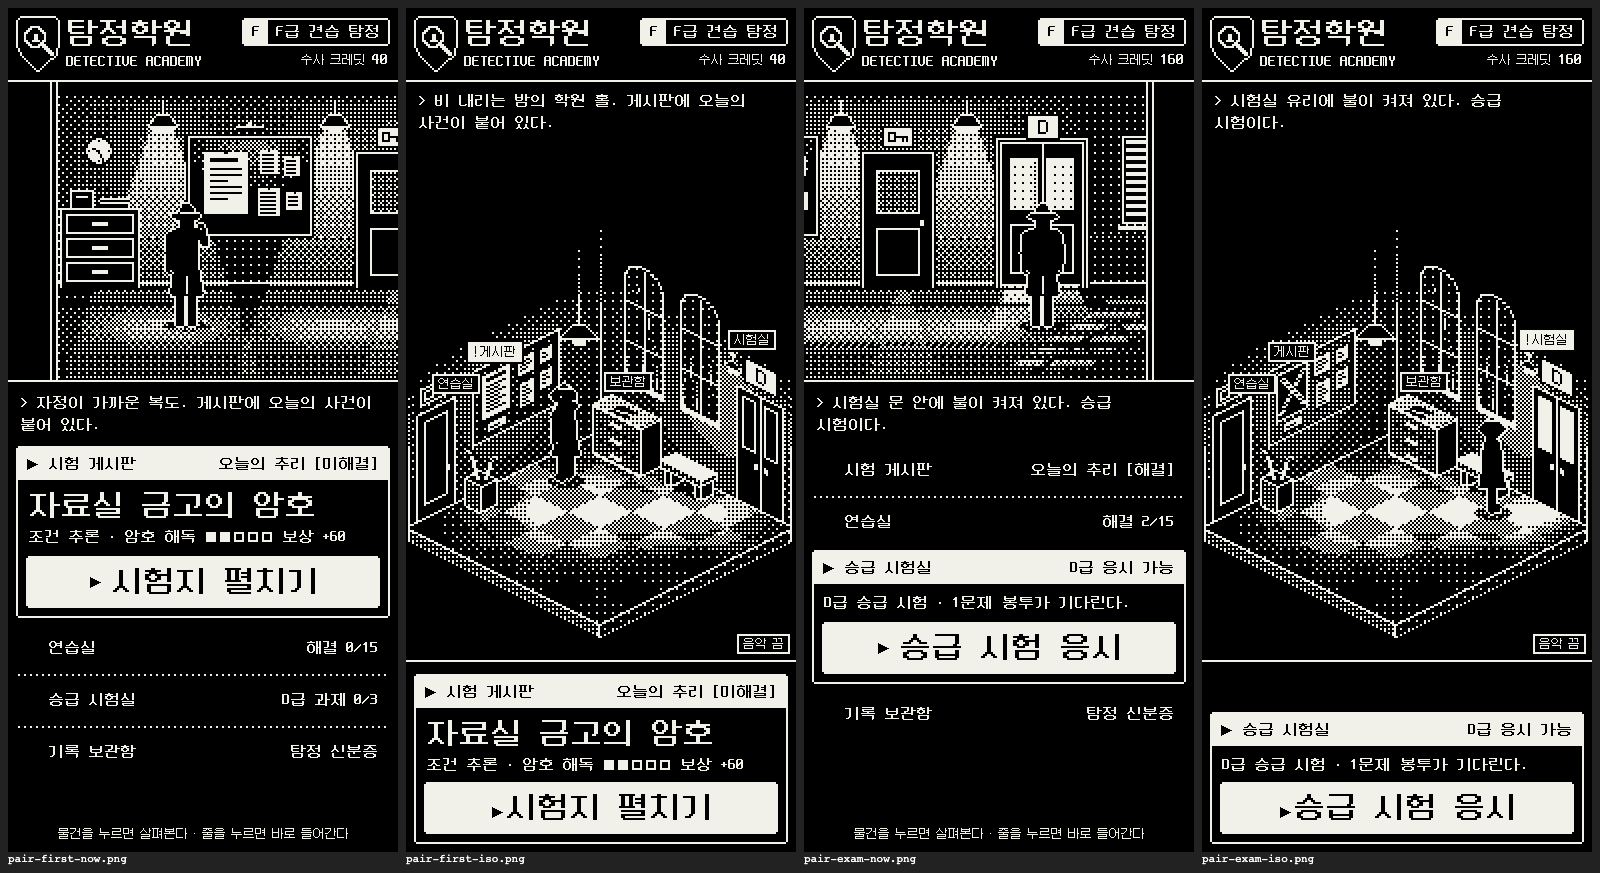 탐정학원
DETECTIVE ACADEMY
F F급 견습 탐정
수사 크레딧 40
D
> 자정이 가까운 복도. 게시판에 오늘의 사건이
붙어 있다.
▶ 시험 게시판 오늘의 추리 [미해결]
자료실 금고의 암호
조건 추론 · 암호 해독 ■■□□□ 보상 +60
▶ 시험지 펼치기
연습실 해결 0/15
승급 시험실 D급 과제 0/3
기록 보관함 탐정 신분증
물건을 누르면 살펴본다 · 줄을 누르면 바로 들어간다
pair-first-now.png
탐정학원
DETECTIVE ACADEMY
F F급 견습 탐정
수사 크레딧 40
> 비 내리는 밤의 학원 홀. 게시판에 오늘의
사건이 붙어 있다.
시험실
!게시판
연습실
보관함
D
음악 끔
▶ 시험 게시판 오늘의 추리 [미해결]
자료실 금고의 암호
조건 추론 · 암호 해독 ■■□□□ 보상 +60
▶시험지 펼치기
pair-first-iso.png
탐정학원
DETECTIVE ACADEMY
F F급 견습 탐정
수사 크레딧 160
D
> 시험실 문 안에 불이 켜져 있다. 승급
시험이다.
시험 게시판 오늘의 추리 [해결]
연습실 해결 2/15
▶ 승급 시험실 D급 응시 가능
D급 승급 시험 · 1문제 봉투가 기다린다.
▶ 승급 시험 응시
기록 보관함 탐정 신분증
물건을 누르면 살펴본다 · 줄을 누르면 바로 들어간다
pair-exam-now.png
탐정학원
DETECTIVE ACADEMY
F F급 견습 탐정
수사 크레딧 160
> 시험실 유리에 불이 켜져 있다. 승급
시험이다.
!시험실
게시판
연습실
보관함
D
음악 끔
▶ 승급 시험실 D급 응시 가능
D급 승급 시험 · 1문제 봉투가 기다린다.
▶승급 시험 응시
pair-exam-iso.png